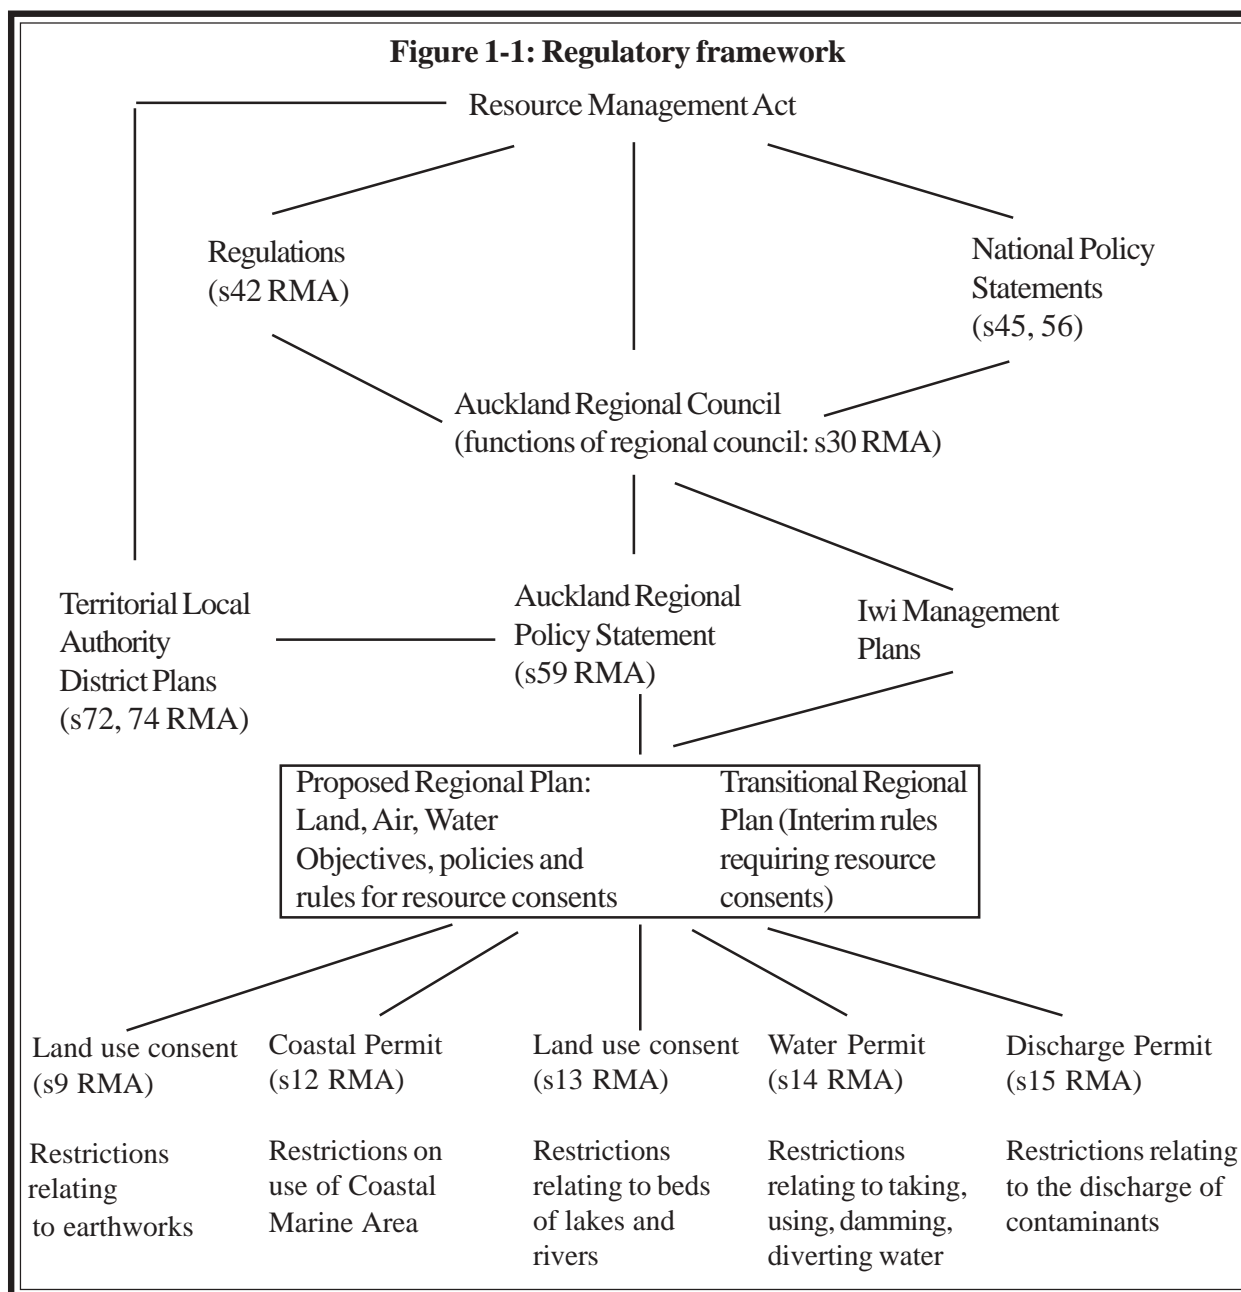 Figure 1-1: Regulatory framework
Resource Management Act
Regulations
(s42 RMA)
National Policy
Statements
(s45, 56)
Auckland Regional Council
(functions of regional council: s30 RMA)
Territorial Local
Authority
District Plans
(s72, 74 RMA)
Auckland Regional
Policy Statement
(s59 RMA)
Iwi Management
Plans
Proposed Regional Plan:
Land, Air, Water
Objectives, policies and
rules for resource consents
Transitional Regional
Plan (Interim rules
requiring resource
consents)
Land use consent
(s9 RMA)
Restrictions
relating
to earthworks
Coastal Permit
(s12 RMA)
Restrictions on
use of Coastal
Marine Area
Land use consent
(s13 RMA)
Restrictions
relating to beds
of lakes and
rivers
Water Permit
(s14 RMA)
Restrictions
relating to taking,
using, damming,
diverting water
Discharge Permit
(s15 RMA)
Restrictions relating
to the discharge of
contaminants